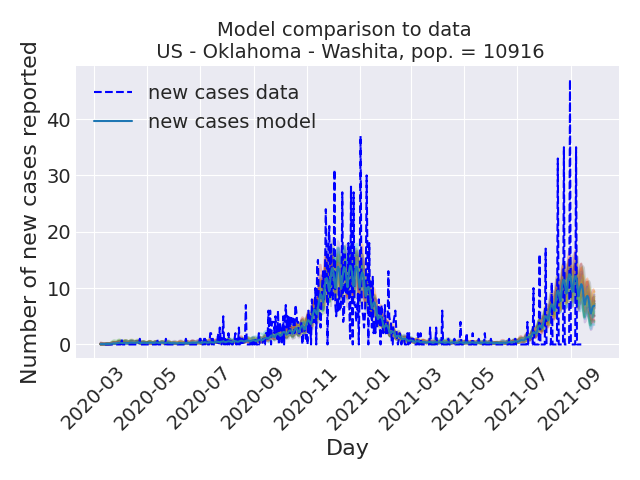 Model comparison to data
US - Oklahoma - Washita, pop. = 10916
Number of new cases reported
new cases data
new cases model
40
30
20
10
0
2020-03
2020-05
2020-07
2020-09
2020-11
2021-01
2021-03
2021-05
2021-07
2021-09
Day